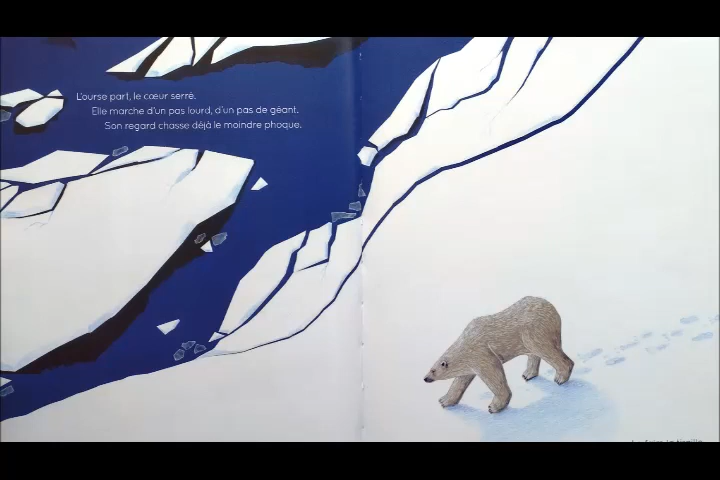 L'ourse part, le cœur serré.
Elle marche d'un pas lourd, d'un pas de géant.
Son regard chasse déjà le moindre phoque.